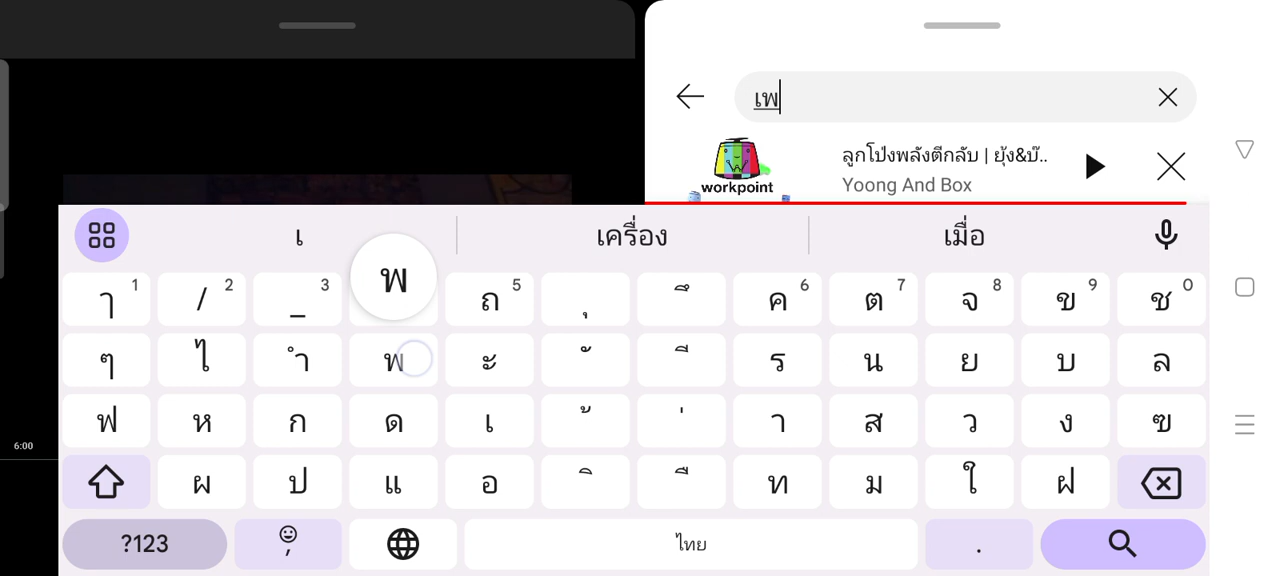 เพ
ลูกโป่งพลังตีกลับ | ยุ้ง&บ๊..
Yoong And Box
workpoint
เ เครื่อง เมื่อ
พ
ๅ 1 / 2 _ 3 ถ 5 ุ ึ ค 6 ต 7 จ 8 ข 9 ช 0
ๆ ไ ำ พ ะ ั ี ร น ย บ ล
ฟ ห ก ด เ ้ ่ า ส ว ง ฃ
ผ ป แ อ ิ ื ท ม ใ ฝ
?123 , ไทย .
6:00